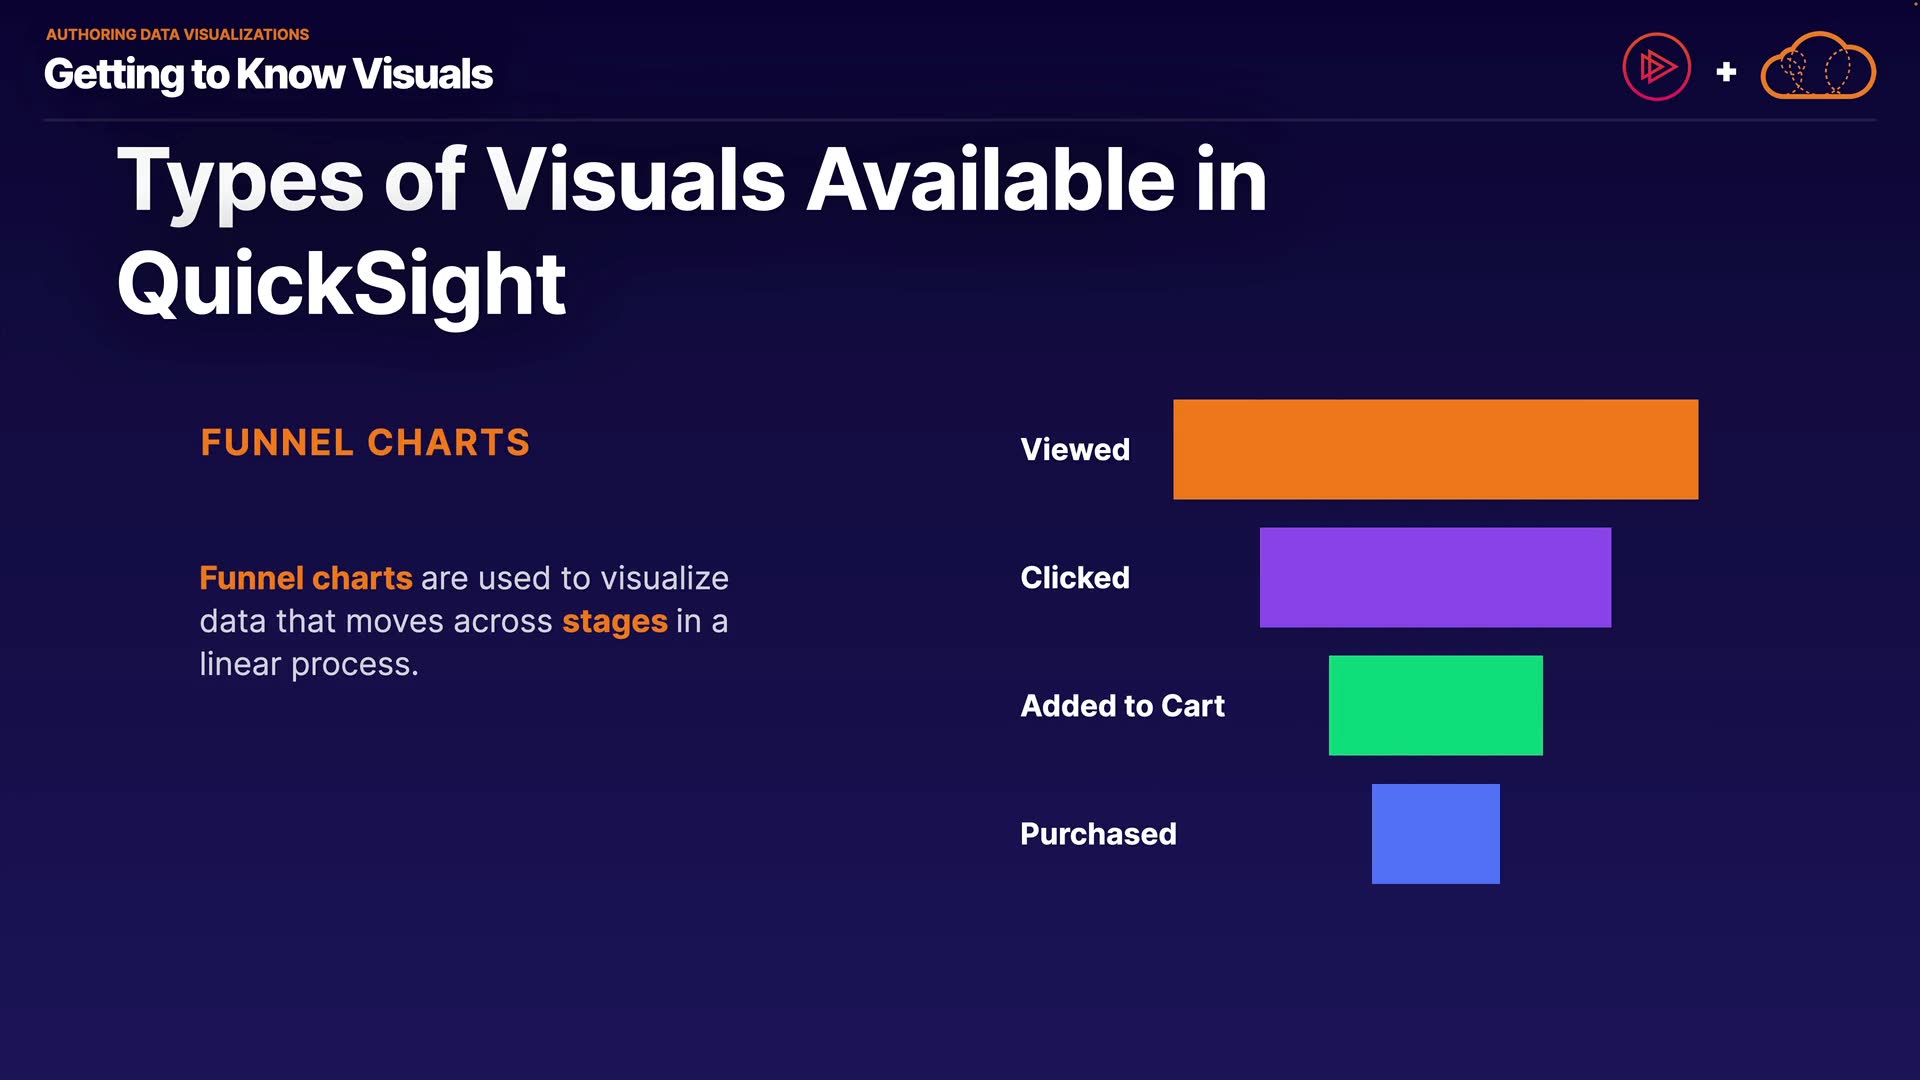 AUTHORING DATA VISUALIZATIONS
Getting to Know Visuals
+
Types of Visuals Available in
QuickSight
FUNNEL CHARTS
Funnel charts are used to visualize
data that moves across stages in a
linear process.
Viewed
Clicked
Added to Cart
Purchased